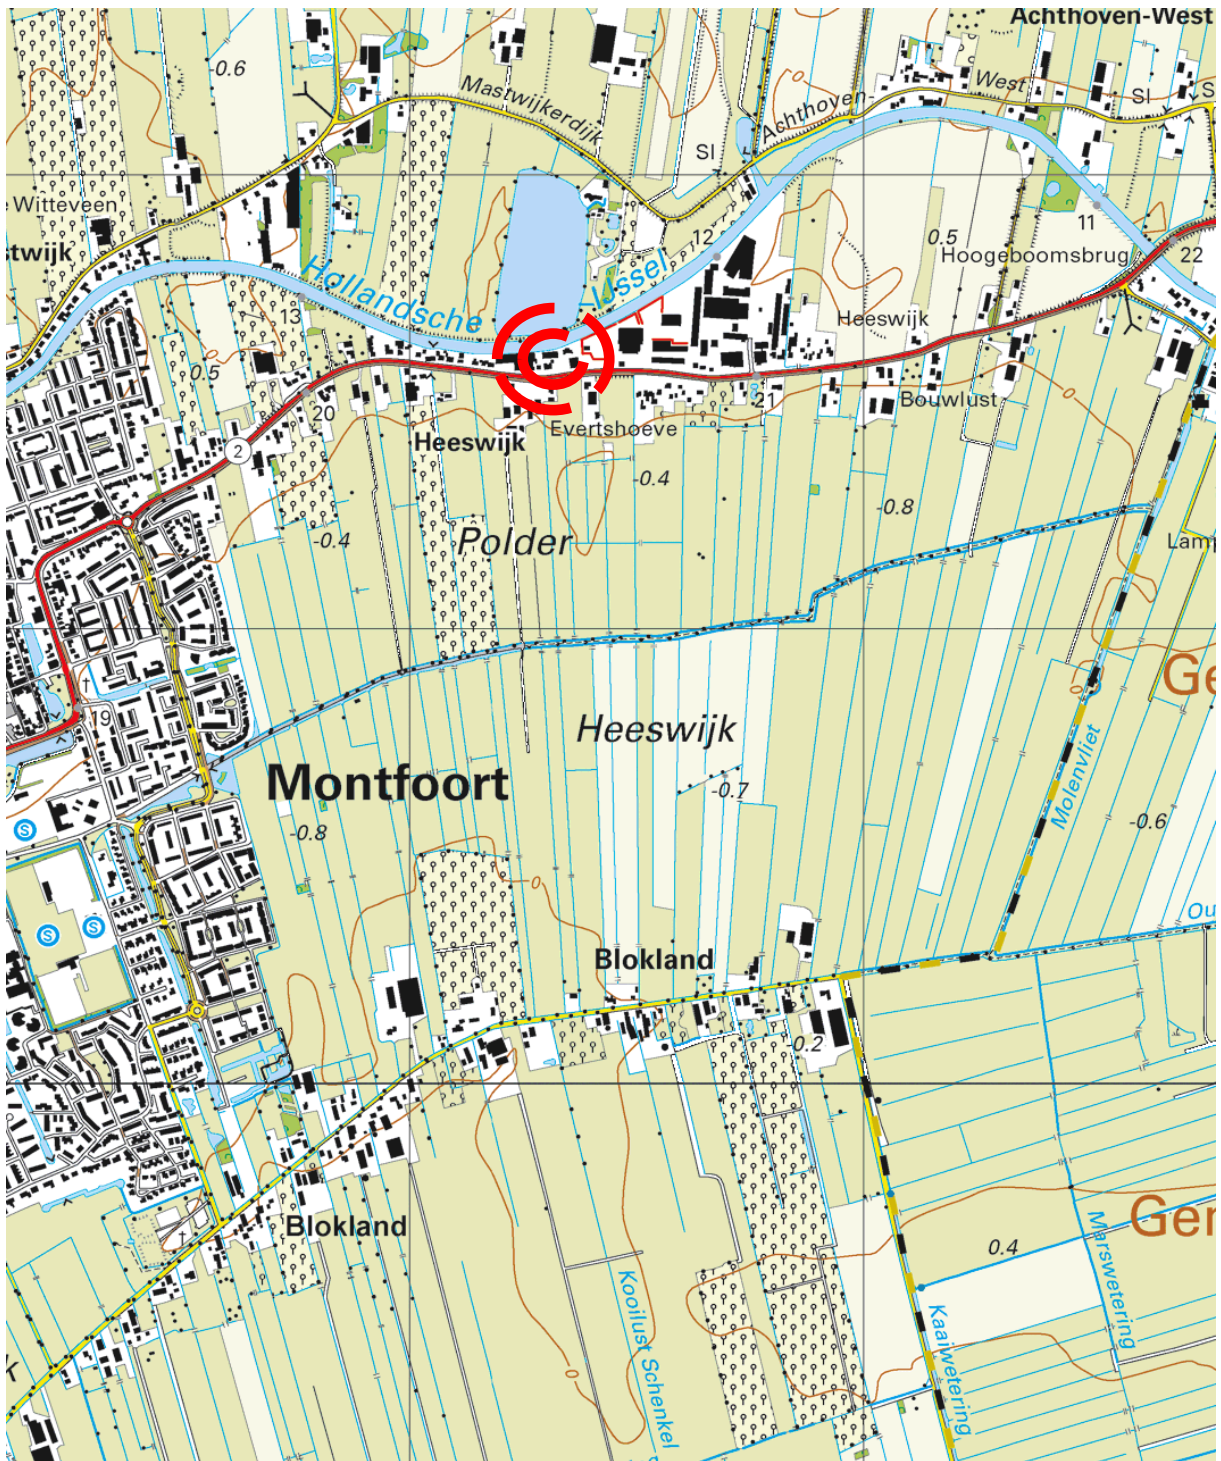 Achthoven-West
-0.6
Mastwijkerdijk
Achthoven
West
Sl
S
Sl
Witteveen
stwijk
Hollandsche
IJssel
12
0.5
11
Hoogeboomsbrug
22
13
Heeswijk
0.5
20
21
Bouwlust
2
Heeswijk
Evertshoeve
-0.4
-0.8
-0.4
Polder
Lamp
Ge
19
Heeswijk
Montfoort
-0.7
Molenvliet
-0.8
-0.6
S
S
S
0
Ou
Blokland
0.2
Blokland
Ger
0.4
Marswetering
Kooilust Schenkel
Kaaiwetering
0